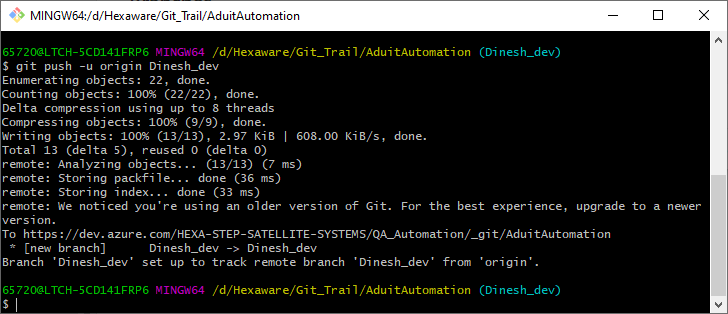 MINGW64:/d/Hexaware/Git_Trail/AduitAutomation
65720@LTCH-5CD141FRP6 MINGW64 /d/Hexaware/Git_Trail/AduitAutomation (Dinesh_dev)
$ git push -u origin Dinesh_dev
Enumerating objects: 22, done.
Counting objects: 100% (22/22), done.
Delta compression using up to 8 threads
Compressing objects: 100% (9/9), done.
Writing objects: 100% (13/13), 2.97 KiB | 608.00 KiB/s, done.
Total 13 (delta 5), reused 0 (delta 0)
remote: Analyzing objects... (13/13) (7 ms)
remote: Storing packfile... done (36 ms)
remote: Storing index... done (33 ms)
remote: We noticed you're using an older version of Git. For the best experience, upgrade to a newer
version.
To https://dev.azure.com/HEXA-STEP-SATELLITE-SYSTEMS/QA_Automation/_git/AduitAutomation
 * [new branch]      Dinesh_dev -> Dinesh_dev
Branch 'Dinesh_dev' set up to track remote branch 'Dinesh_dev' from 'origin'.
65720@LTCH-5CD141FRP6 MINGW64 /d/Hexaware/Git_Trail/AduitAutomation (Dinesh_dev)
$